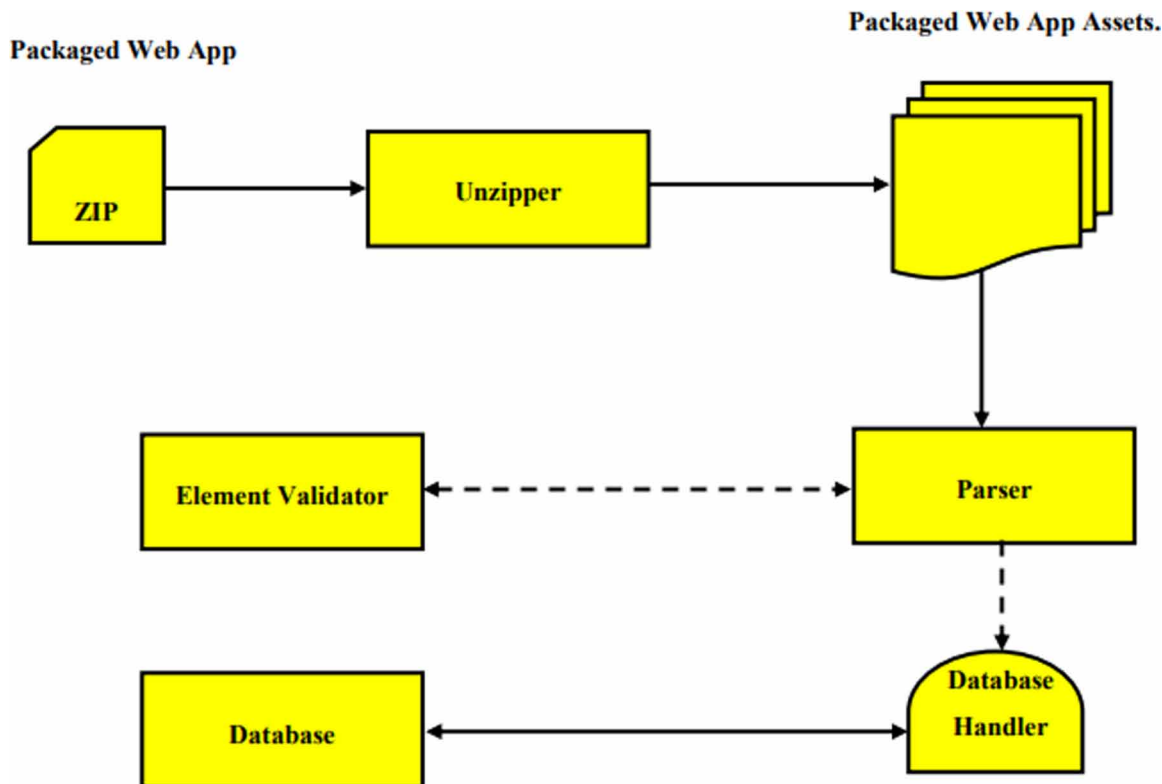 Packaged Web App
Packaged Web App Assets.
ZIP
Unzipper
Element Validator
Parser
Database
Handler
Database